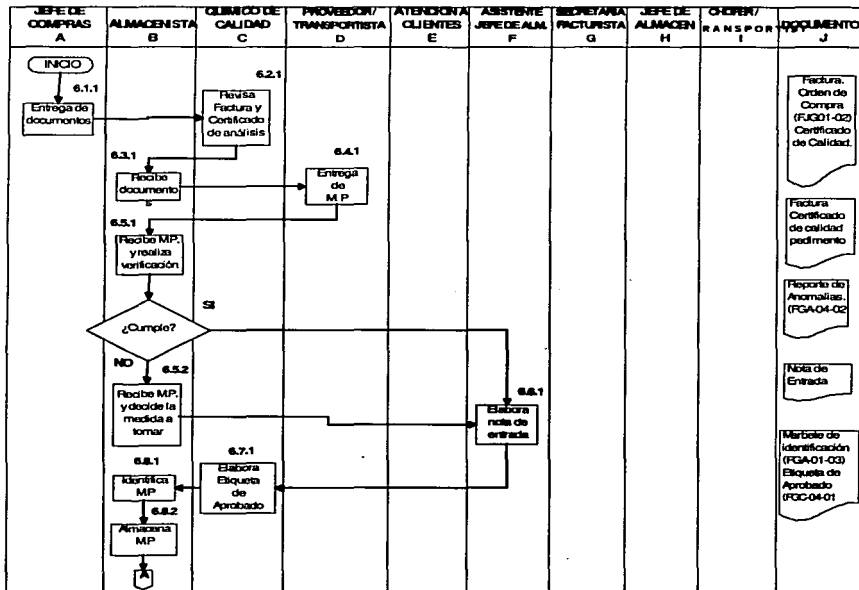 JEFE DE
COMPRAS
A
ALMACENISTA
B
QUIMICO DE
CALIDAD
C
PROVEEDOR/
TRANSPORTISTA
D
ATENCION A
CLIENTES
E
ASISTENTE
JEFE DE ALM.
F
SECRETARIA
FACTURISTA
G
JEFE DE
ALMACEN
H
CHOFER/
RANSPORTIST
I
DOCUMENTO
J
INICIO
6.1.1
Entrega de
documentos
6.2.1
Revisa
Factura y
Certificado
de análisis
6.3.1
Recibe
documento
s
6.4.1
Entrega
de
M.P
6.5.1
Recibe M.P.
y realiza
verificación
¿Cumple?
SI
NO
6.5.2
Recibe M.P.
y decide la
medida a
tomar
6.6.1
Elabora
nota de
entrada
6.7.1
Elabora
Etiqueta
de
Aprobado
6.8.1
Identifica
M.P
6.8.2
Almacena
M.P
A
Factura.
Orden de
Compra
(FJG01-02)
Certificado
de Calidad.
Factura
Certificado
de calidad
pedimento
Reporte de
Anomalias.
(FGA-04-02
Nota de
Entrada
Marbete de
identificación
(FGA-01-03)
Etiqueta de
Aprobado
(FGC-04-01